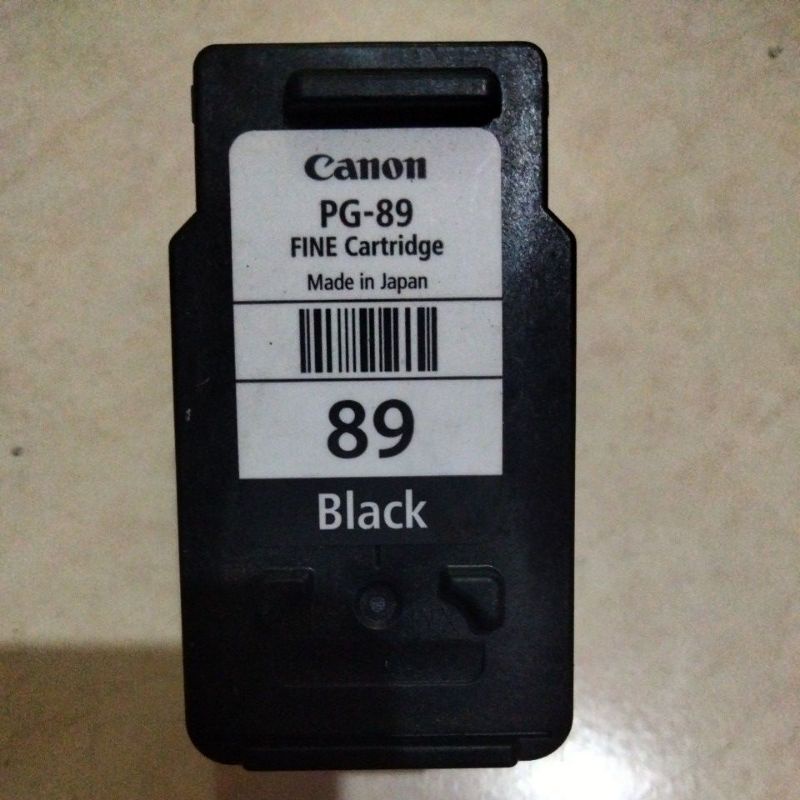 Canon
PG-89
FINE Cartridge
Made in Japan
89
Black